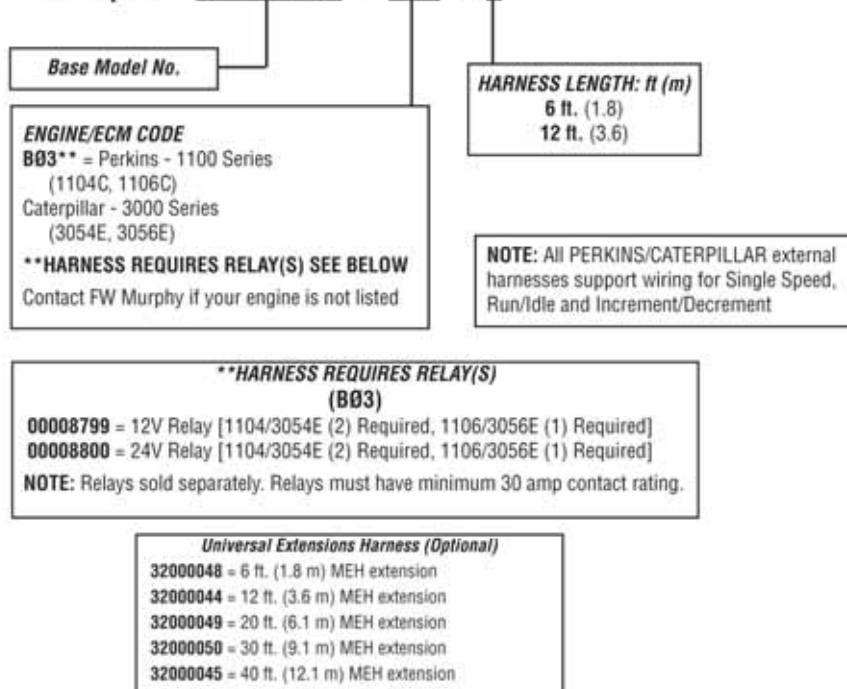 Base Model No.
HARNESS LENGTH: ft (m)
6 ft. (1.8)
12 ft. (3.6)
ENGINE/ECM CODE
BØ3** = Perkins - 1100 Series
(1104C, 1106C)
Caterpillar - 3000 Series
(3054E, 3056E)
**HARNESS REQUIRES RELAY(S) SEE BELOW
Contact FW Murphy if your engine is not listed
NOTE: All PERKINS/CATERPILLAR external
harnesses support wiring for Single Speed,
Run/Idle and Increment/Decrement
**HARNESS REQUIRES RELAY(S)
(BØ3)
00008799 = 12V Relay [1104/3054E (2) Required, 1106/3056E (1) Required]
00008800 = 24V Relay [1104/3054E (2) Required, 1106/3056E (1) Required]
NOTE: Relays sold separately. Relays must have minimum 30 amp contact rating.
Universal Extensions Harness (Optional)
32000048 = 6 ft. (1.8 m) MEH extension
32000044 = 12 ft. (3.6 m) MEH extension
32000049 = 20 ft. (6.1 m) MEH extension
32000050 = 30 ft. (9.1 m) MEH extension
32000045 = 40 ft. (12.1 m) MEH extension